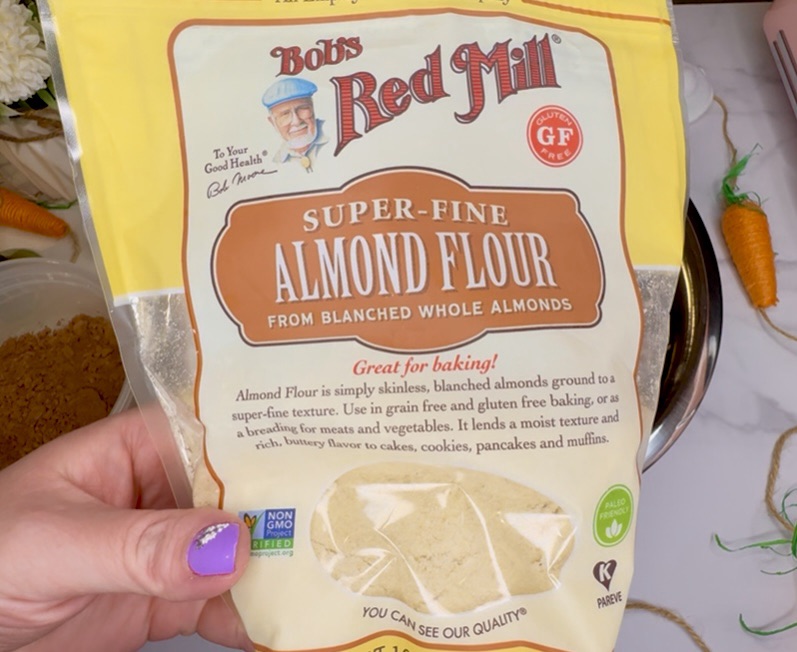 Bob's
Red Mill®
GLUTEN
GF
FREE
To Your
Good Health®
Bob Moore
SUPER-FINE
ALMOND FLOUR
FROM BLANCHED WHOLE ALMONDS
Great for baking!
Almond Flour is simply skinless, blanched almonds ground to a
super-fine texture. Use in grain free and gluten free baking, or as
a breading for meats and vegetables. It lends a moist texture and
rich, buttery flavor to cakes, cookies, pancakes and muffins.
NON
GMO
Project
RIFIED
PALEO
FRIENDLY
K
PAREVE
YOU CAN SEE OUR QUALITY®